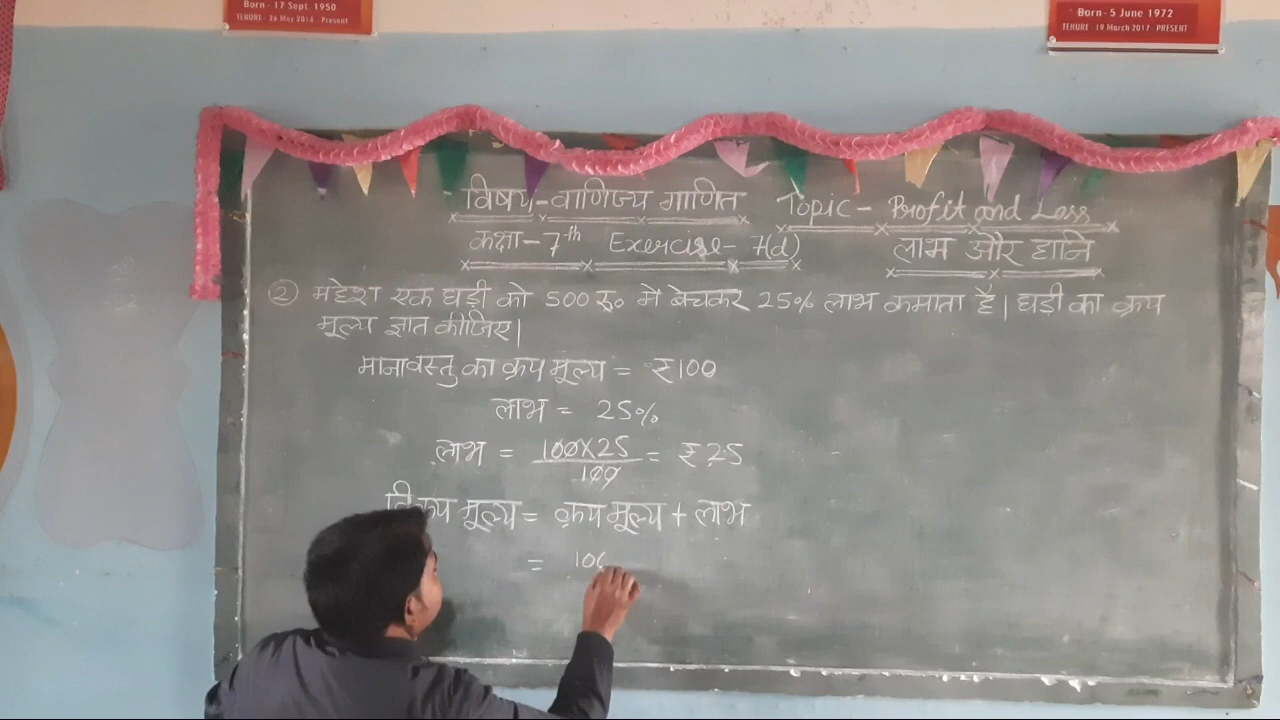 Born - 17 Sept. 1950
TENURE - 26 May 2014 - Present
Born - 5 June 1972
TENURE - 19 March 2017 - PRESENT
विषय-वाणिज्य गणित Topic - Profit and Loss
कक्षा - 7th Exercise - 7(d) लाभ और हानि
② महेश एक घड़ी को 500 रु० में बेचकर 25% लाभ कमाता है। घड़ी का क्रय
मूल्य ज्ञात कीजिए।
माना वस्तु का क्रय मूल्य = ₹100
लाभ = 25%
लाभ = 100×25/100 = ₹25
विक्रय मूल्य = क्रय मूल्य + लाभ
= 100